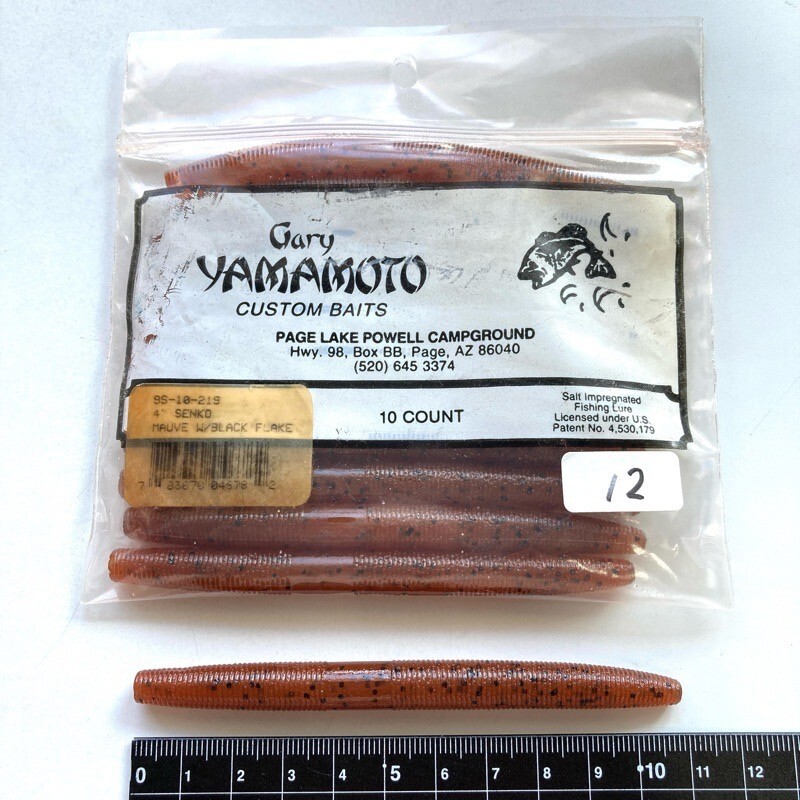 Gary
YAMAMOTO
CUSTOM BAITS
PAGE LAKE POWELL CAMPGROUND
Hwy. 98, Box BB, Page, AZ 86040
(520) 645 3374
9S-10-219
4" SENKO
MAUVE W/BLACK FLAKE
10 COUNT
Salt Impregnated
Fishing Lure
Licensed under U.S.
Patent No. 4,530,179
12
0 1 2 3 4 5 6 7 8 9 10 11 12